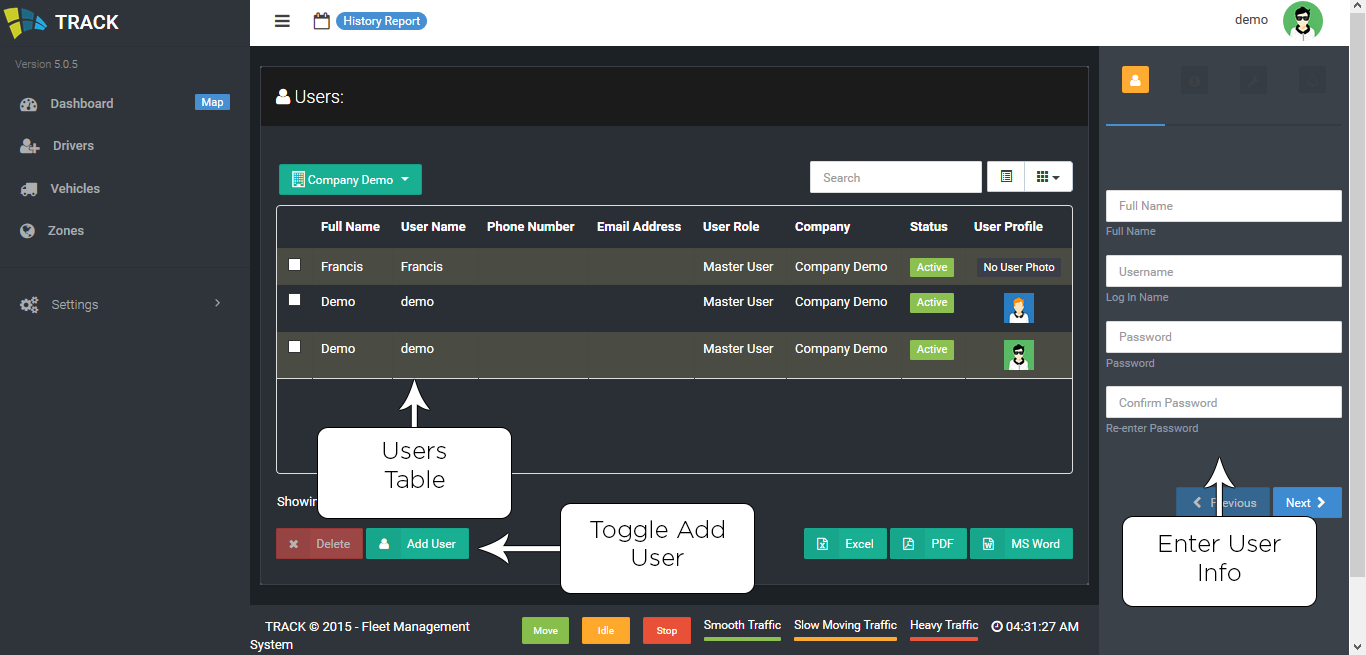 TRACK
History Report
demo
Version 5.0.5
Dashboard
Map
Drivers
Vehicles
Zones
Settings
Users:
Company Demo
Search
Full Name User Name Phone Number Email Address User Role Company Status User Profile
Francis Francis Master User Company Demo Active No User Photo
Demo demo Master User Company Demo Active
Demo demo Master User Company Demo Active
Users
Table
Delete
Add User
Toggle Add
User
Excel
PDF
MS Word
Full Name
Full Name
Username
Log In Name
Password
Password
Confirm Password
Re-enter Password
Next
Enter User
Info
TRACK © 2015 - Fleet Management
System
Move
Idle
Stop
Smooth Traffic
Slow Moving Traffic
Heavy Traffic
04:31:27 AM